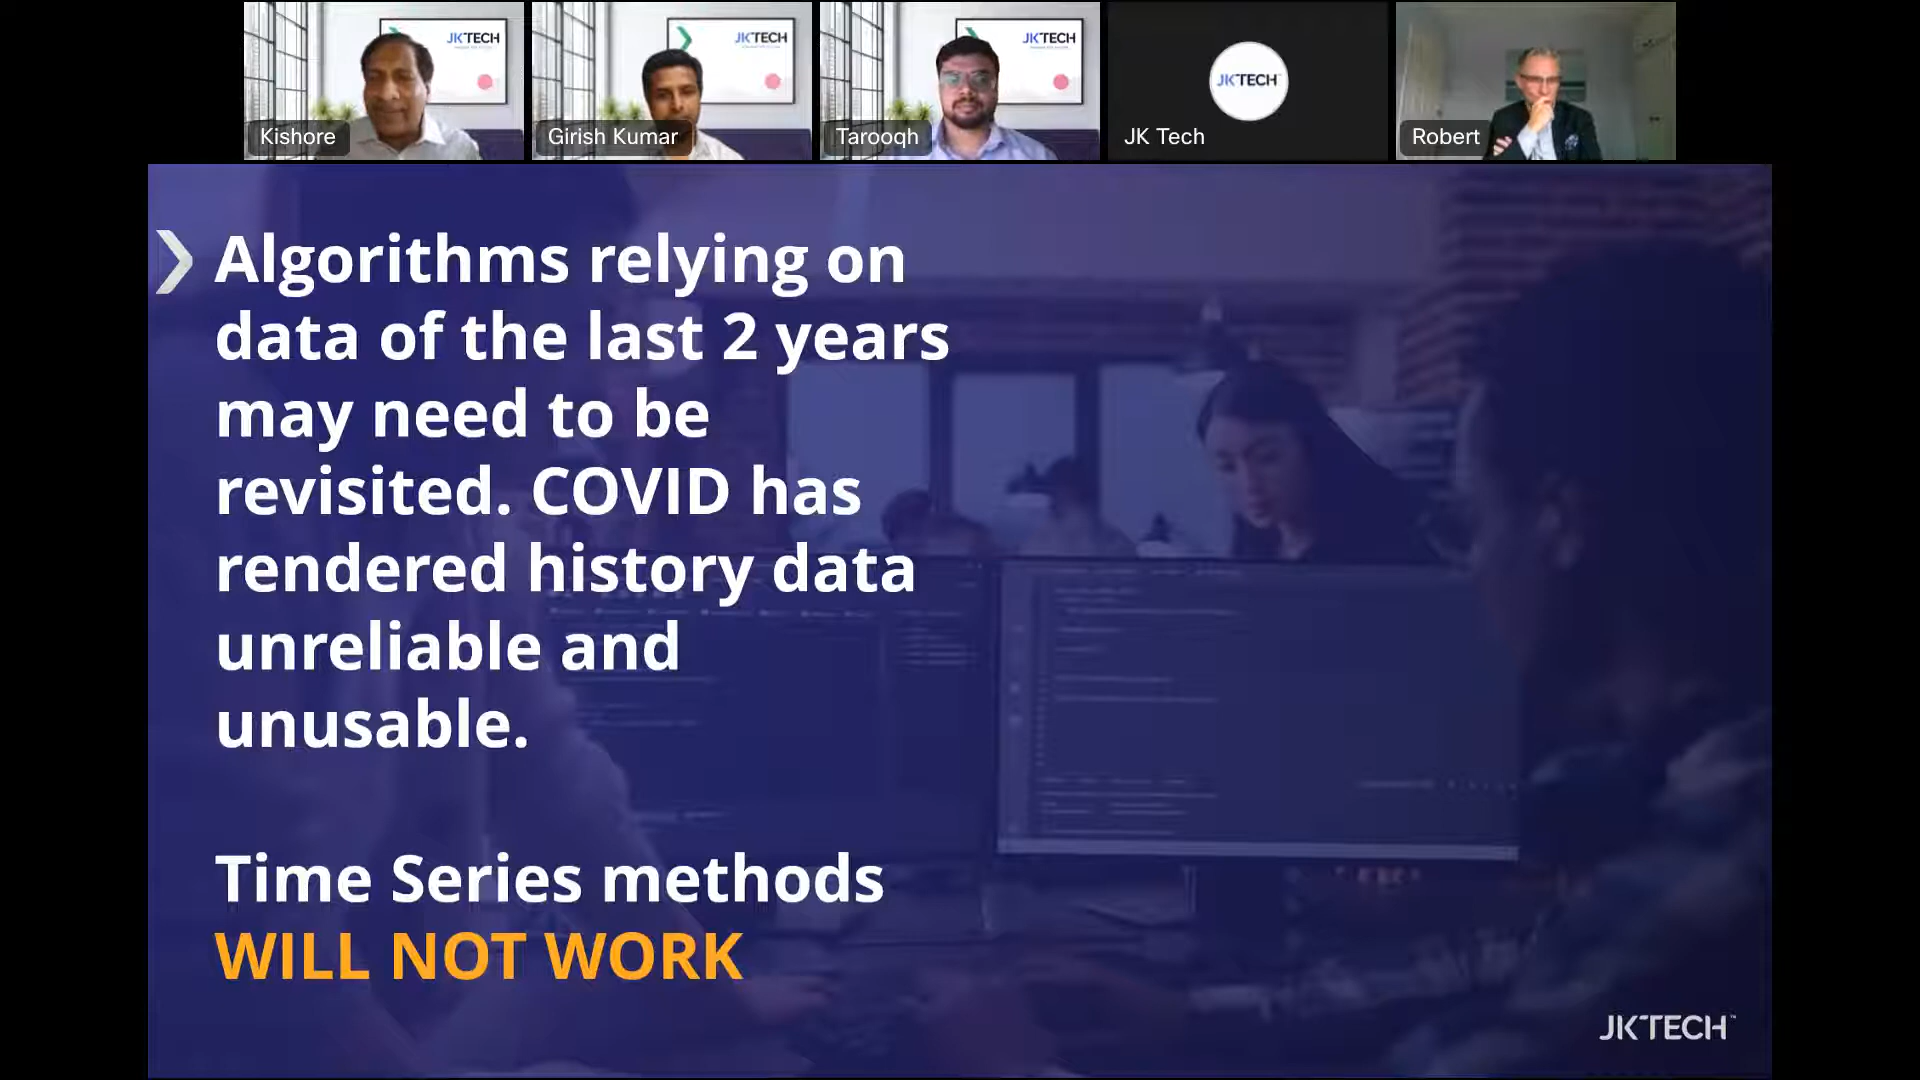 JKTECH
JKTECH
JKTECH
JKTECH
Kishore
Girish Kumar
Tarooqh
JK Tech
Robert
Algorithms relying on
data of the last 2 years
may need to be
revisited. COVID has
rendered history data
unreliable and
unusable.
Time Series methods
WILL NOT WORK
JKTECH™